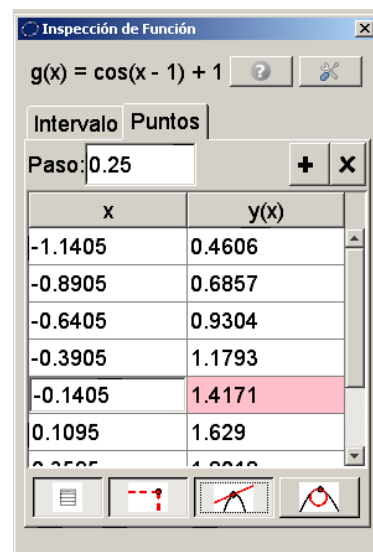 Inspección de Función
g(x) = cos(x - 1) + 1
Intervalo Puntos
Paso: 0.25
x y(x)
-1.1405 0.4606
-0.8905 0.6857
-0.6405 0.9304
-0.3905 1.1793
-0.1405 1.4171
0.1095 1.629